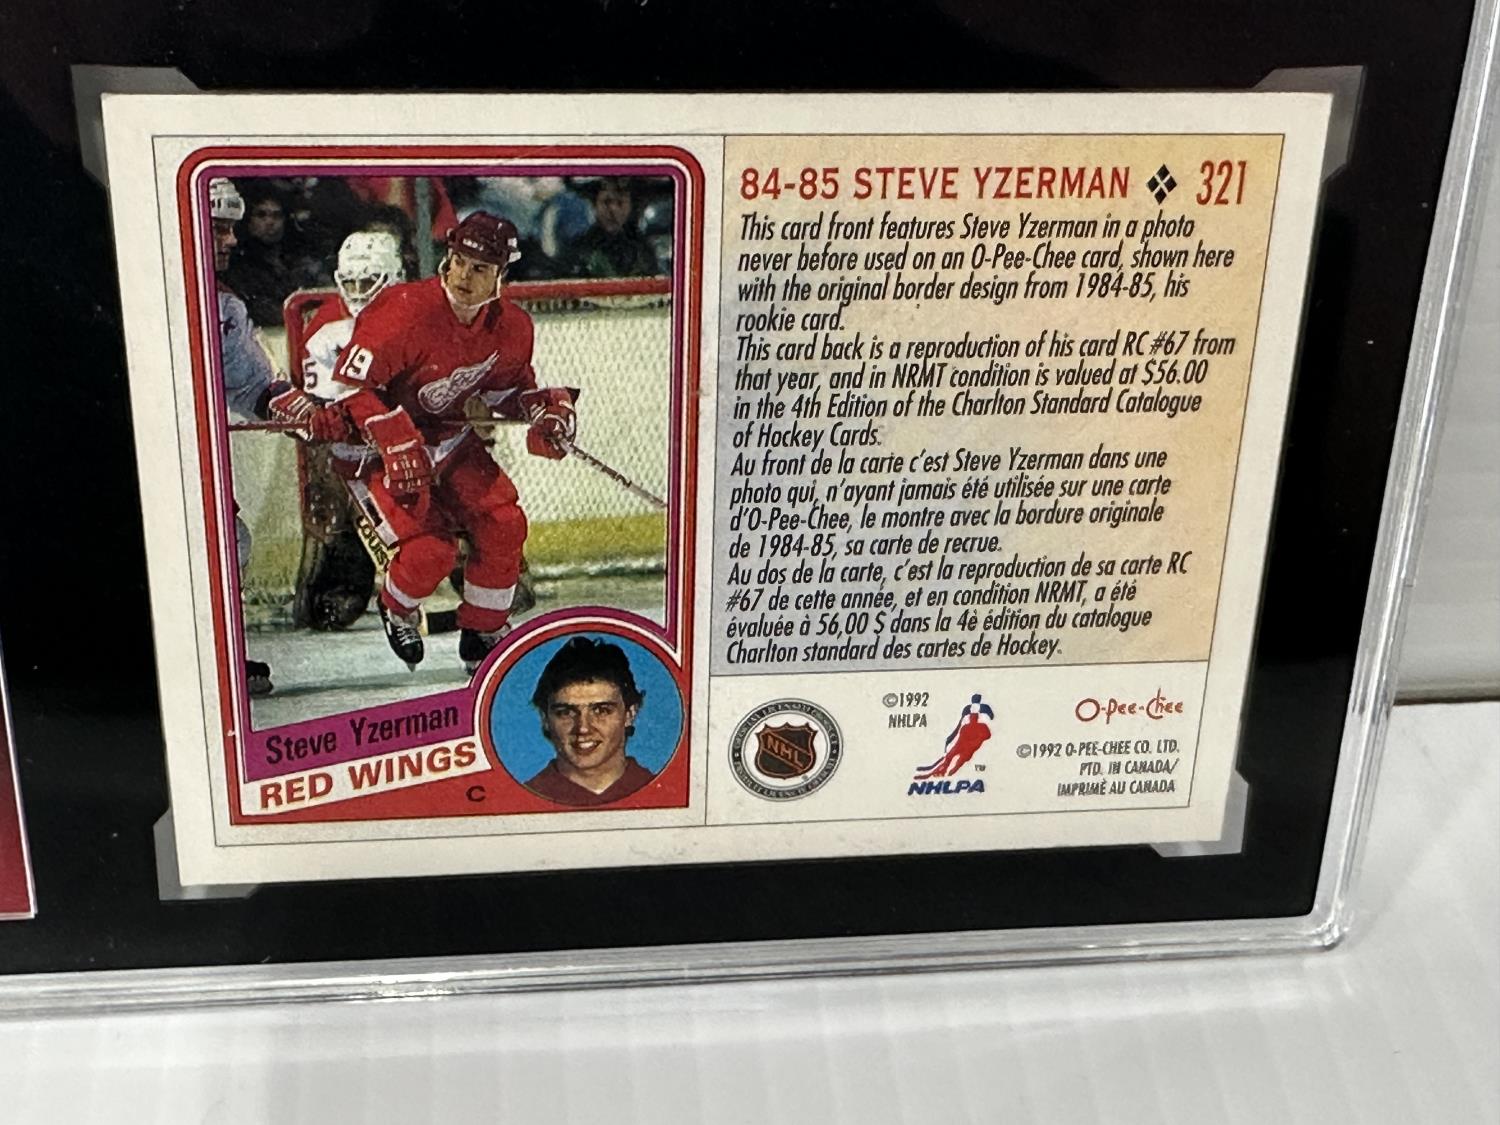 19
5
LOUISV
Steve Yzerman
RED WINGS
C
84-85 STEVE YZERMAN 321
This card front features Steve Yzerman in a photo
never before used on an O-Pee-Chee card, shown here
with the original border design from 1984-85, his
rookie card.
This card back is a reproduction of his card RC #67 from
that year, and in NRMT condition is valued at $56.00
in the 4th Edition of the Charlton Standard Catalogue
of Hockey Cards.
Au front de la carte c'est Steve Yzerman dans une
photo qui, n'ayant jamais été utilisée sur une carte
d'O-Pee-Chee, le montre avec la bordure originale
de 1984-85, sa carte de recrue.
Au dos de la carte, c'est la reproduction de sa carte RC
#67 de cette année, et en condition NRMT, a été
évaluée à 56,00 $ dans la 4è édition du catalogue
Charlton standard des cartes de Hockey.
NHL
©1992
NHLPA
TM
NHLPA
O-Pee-Chee
©1992 O-PEE-CHEE CO. LTD.
PTD. IN CANADA/
IMPRIMÉ AU CANADA